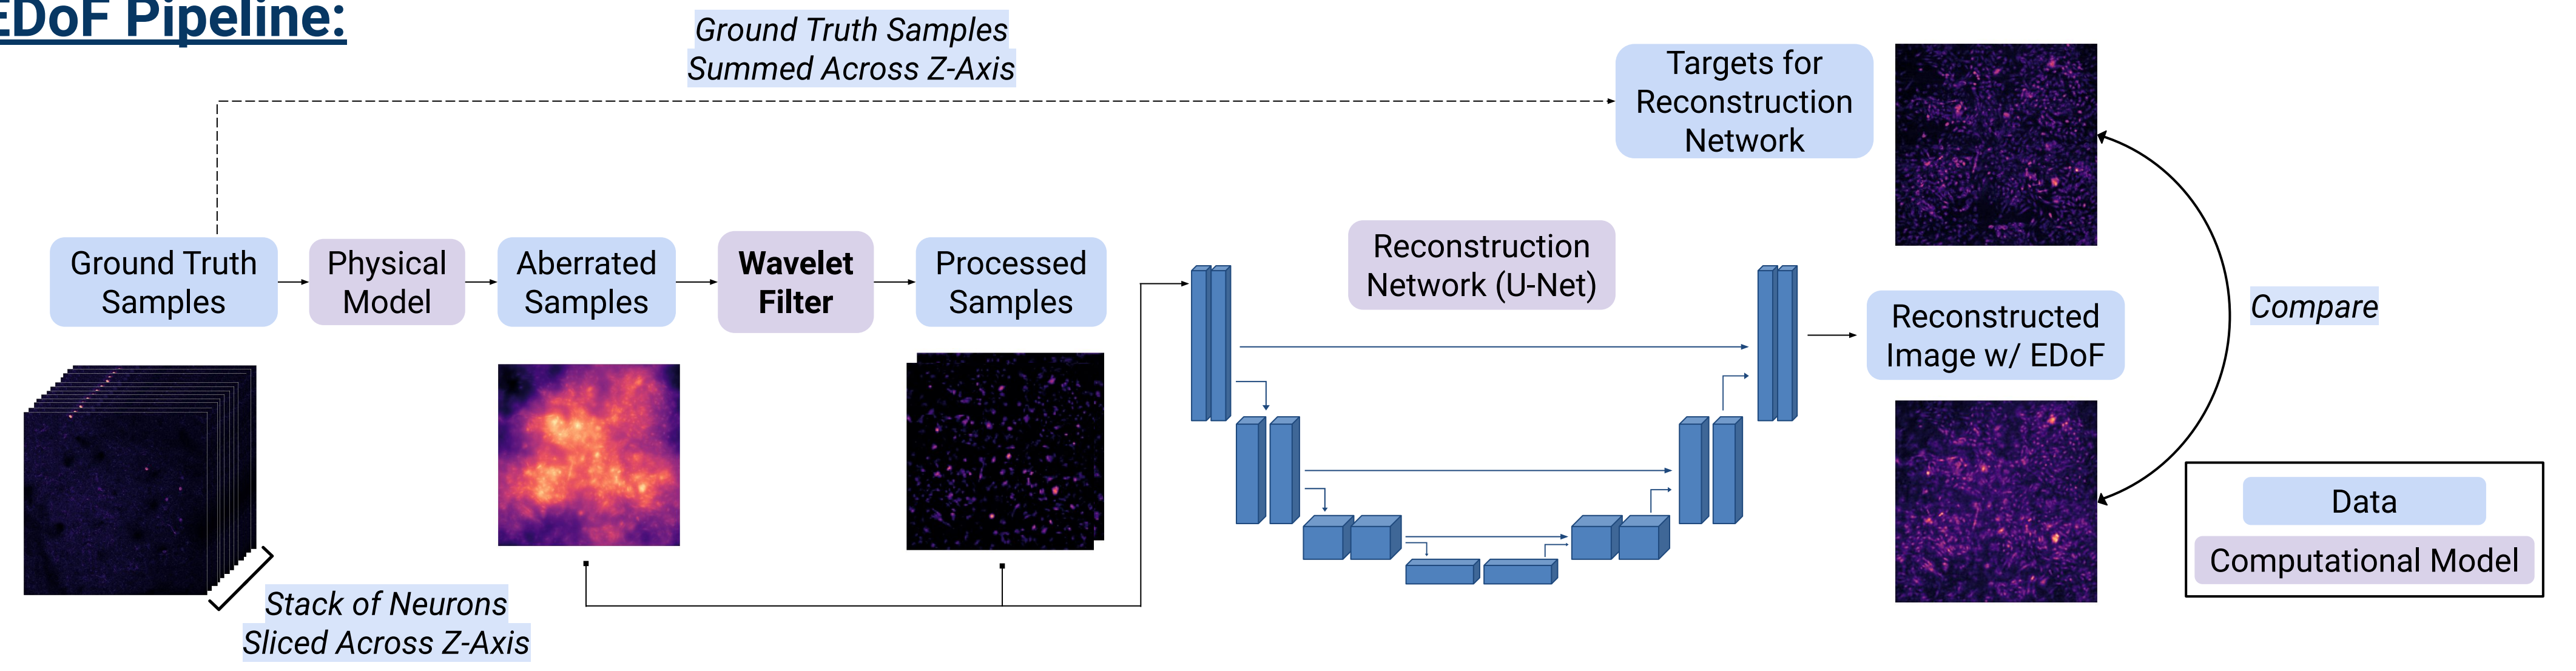 EDoF Pipeline:
Ground Truth Samples
Summed Across Z-Axis
Targets for
Reconstruction
Network
Ground Truth
Samples
Physical
Model
Aberrated
Samples
Wavelet
Filter
Processed
Samples
Reconstruction
Network (U-Net)
Reconstructed
Image w/ EDoF
Compare
Stack of Neurons
Sliced Across Z-Axis
Data
Computational Model